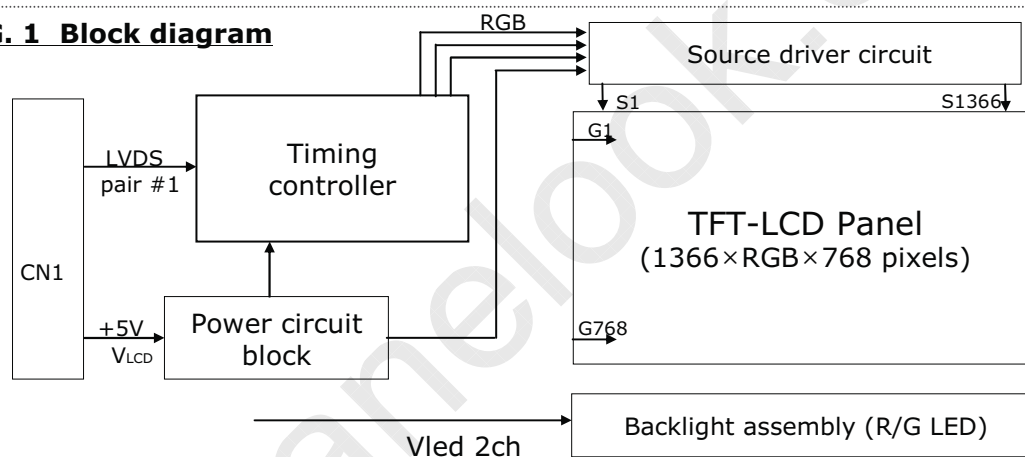 G. 1 Block diagram
RGB
Source driver circuit
S1
S1366
CN1
LVDS
pair #1
Timing
controller
G1
TFT-LCD Panel
(1366×RGB×768 pixels)
G768
+5V
VLCD
Power circuit
block
Vled 2ch
Backlight assembly (R/G LED)
panelook.